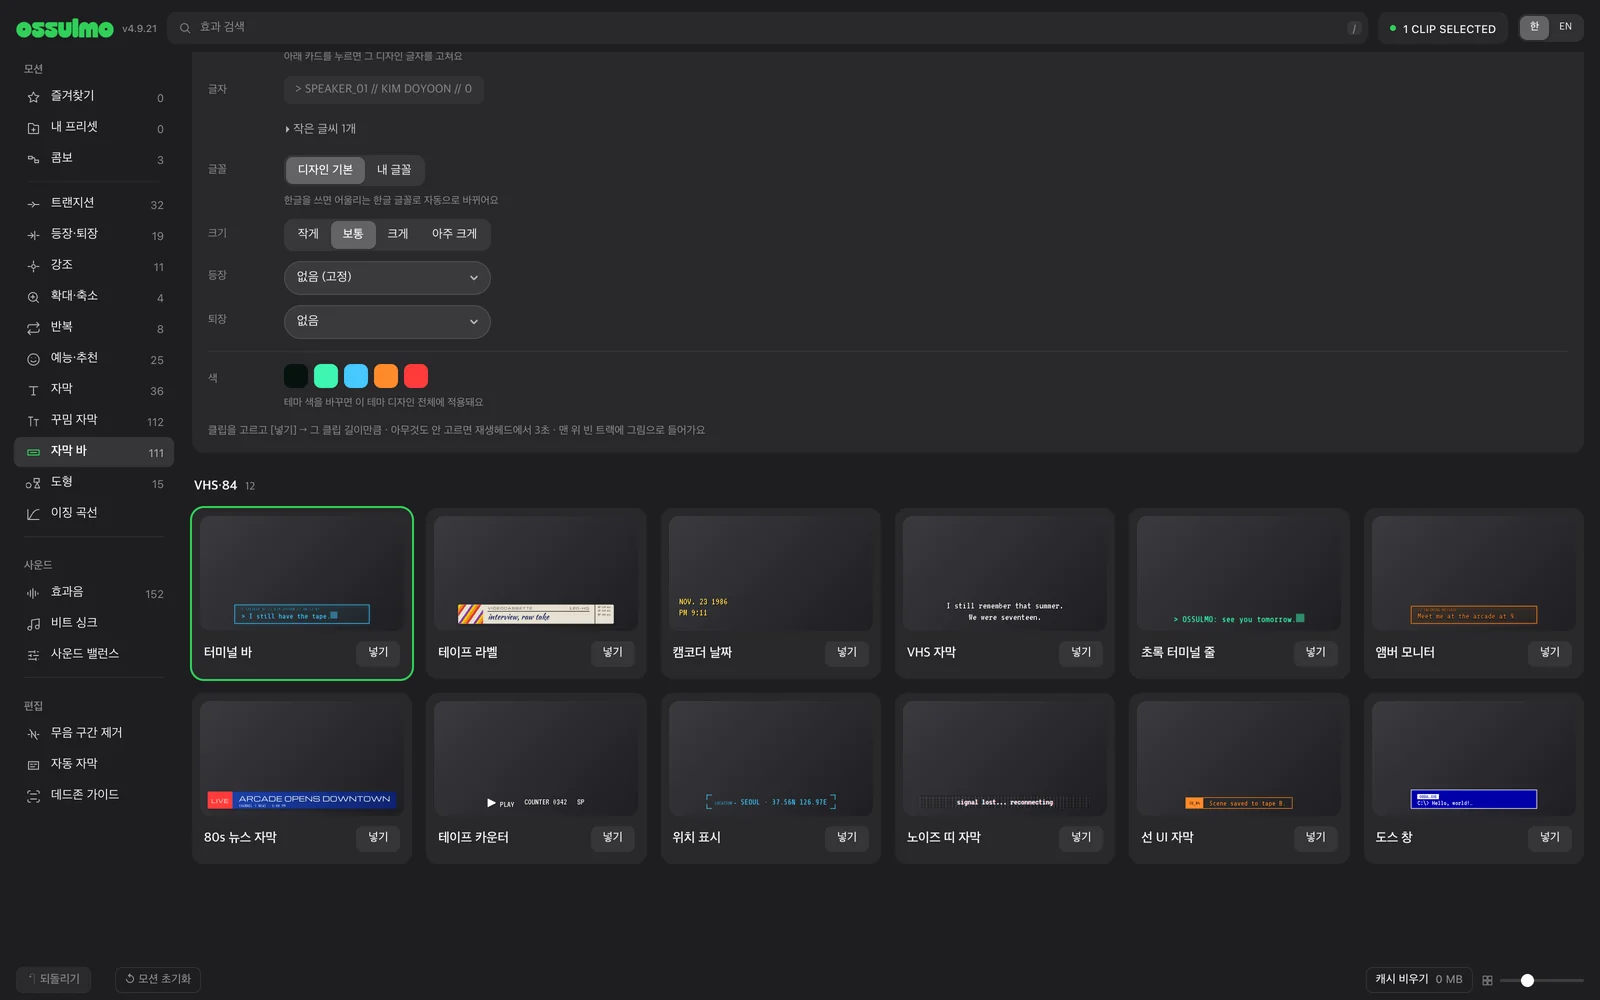 ossulmo v4.9.21
효과 검색
/
1 CLIP SELECTED
한 EN
모션
즐겨찾기 0
내 프리셋 0
콤보 3
트랜지션 32
등장·퇴장 19
강조 11
확대·축소 4
반복 8
예능·추천 25
자막 36
꾸밈 자막 112
자막 바 111
도형 15
이징 곡선
사운드
효과음 152
비트 싱크
사운드 밸런스
편집
무음 구간 제거
자동 자막
데드존 가이드
아래 카드를 누르면 그 디자인 글자를 고쳐요
글자 > SPEAKER_01 // KIM DOYOON // 0
작은 글씨 1개
글꼴 디자인 기본 내 글꼴
한글을 쓰면 어울리는 한글 글꼴로 자동으로 바뀌어요
크기 작게 보통 크게 아주 크게
등장 없음 (고정)
퇴장 없음
색
테마 색을 바꾸면 이 테마 디자인 전체에 적용돼요
클립을 고르고 [넣기] → 그 클립 길이만큼 · 아무것도 안 고르면 재생헤드에서 3초 · 맨 위 빈 트랙에 그림으로 들어가요
VHS·84 12
> I still have the tape.
터미널 바 넣기
VIDEOCASSETTE 120·HG
interview, raw take
테이프 라벨 넣기
NOV. 23 1986
PM 9:11
캠코더 날짜 넣기
I still remember that summer.
We were seventeen.
VHS 자막 넣기
> OSSULMO: see you tomorrow.
초록 터미널 줄 넣기
Meet me at the arcade at 9
앰버 모니터 넣기
LIVE ARCADE OPENS DOWNTOWN
80s 뉴스 자막 넣기
PLAY COUNTER 0342 SP
테이프 카운터 넣기
LOCATION ▸ SEOUL · 37.56N 126.97E
위치 표시 넣기
signal lost... reconnecting
노이즈 띠 자막 넣기
Scene saved to tape B.
선 UI 자막 넣기
C:\> Hello, world!_
도스 창 넣기
되돌리기
모션 초기화
캐시 비우기 0 MB